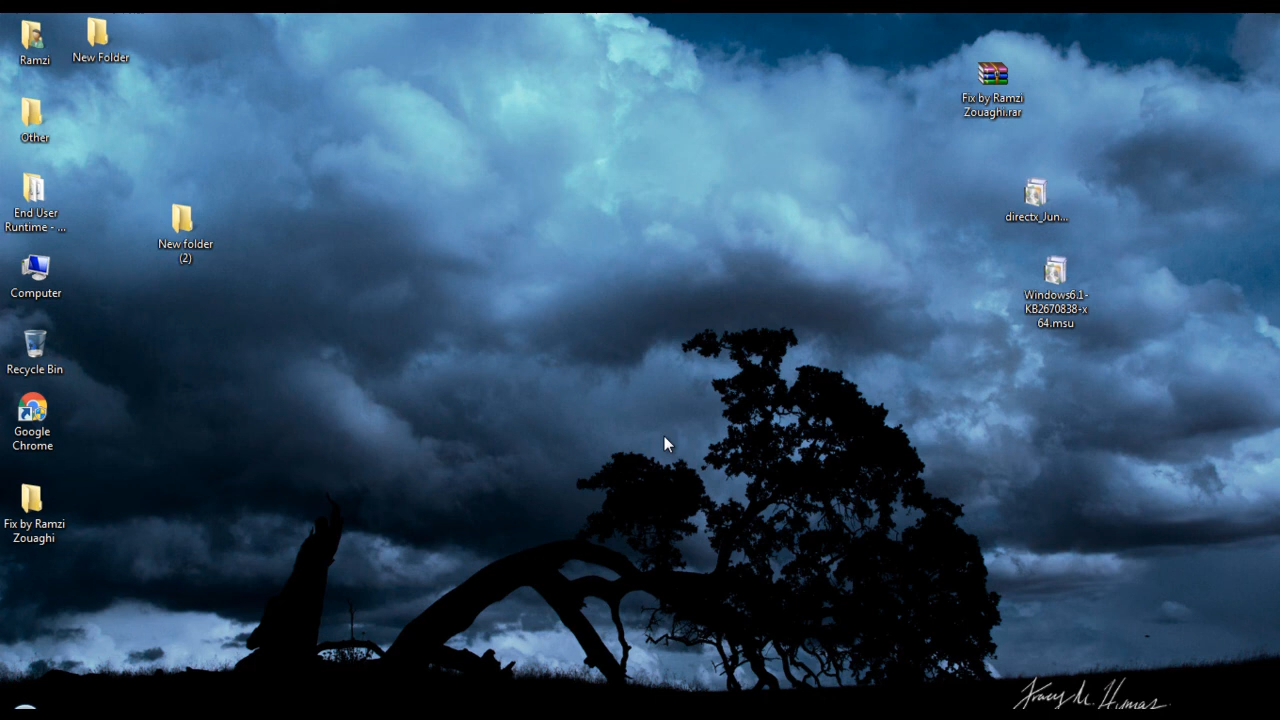 Ramzi
New Folder
Other
End User
Runtime - ...
New folder
(2)
Computer
Recycle Bin
Google
Chrome
Fix by Ramzi
Zouaghi
Fix by Ramzi
Zouaghi.rar
directx_Jun...
Windows6.1-
KB2670838-x
64.msu